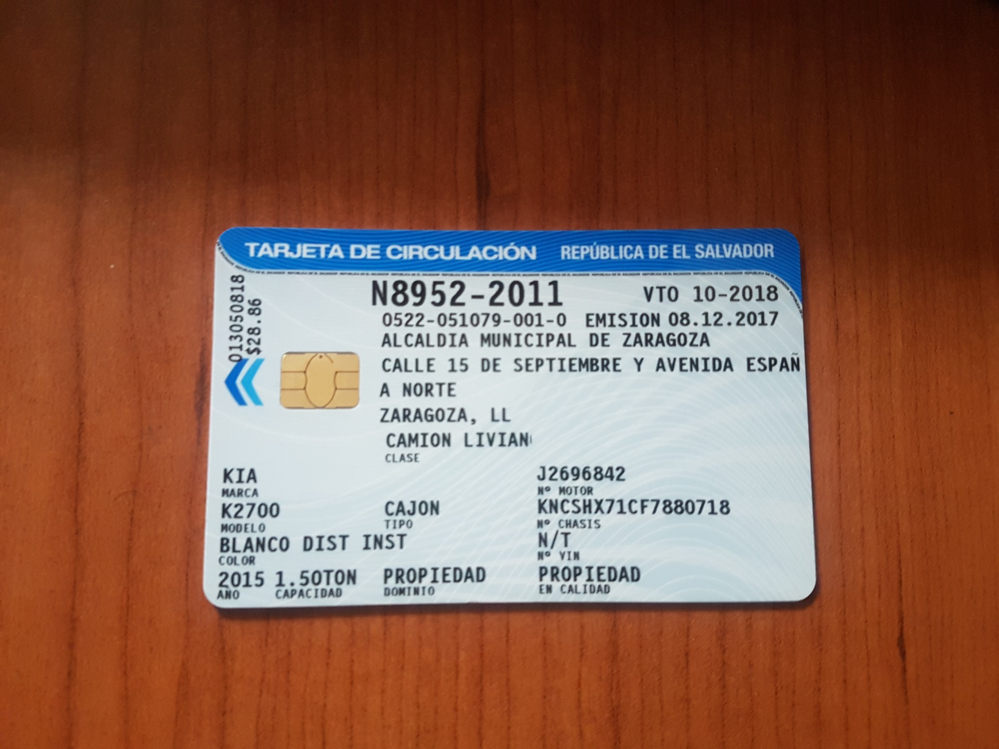 TARJETA DE CIRCULACIÓN REPÚBLICA DE EL SALVADOR
01305050818
$28.86
N8952-2011 VTO 10-2018
0522-051079-001-0 EMISION 08.12.2017
ALCALDIA MUNICIPAL DE ZARAGOZA
CALLE 15 DE SEPTIEMBRE Y AVENIDA ESPAÑ
A NORTE
ZARAGOZA, LL
CAMION LIVIAN
CLASE
KIA J2696842
MARCA Nº MOTOR
K2700 CAJON KNCSHX71CF7880718
MODELO TIPO Nº CHASIS
BLANCO DIST INST N/T
COLOR Nº VIN
2015 1.50TON PROPIEDAD PROPIEDAD
AÑO CAPACIDAD DOMINIO EN CALIDAD